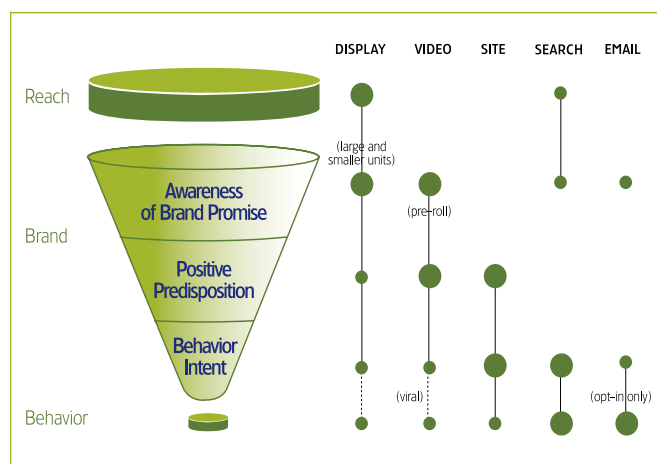 DISPLAY VIDEO SITE SEARCH EMAIL
Reach
(large and
smaller units)
Awareness
of Brand Promise
(pre-roll)
Brand
Positive
Predisposition
Behavior
Intent
(viral)
(opt-in only)
Behavior